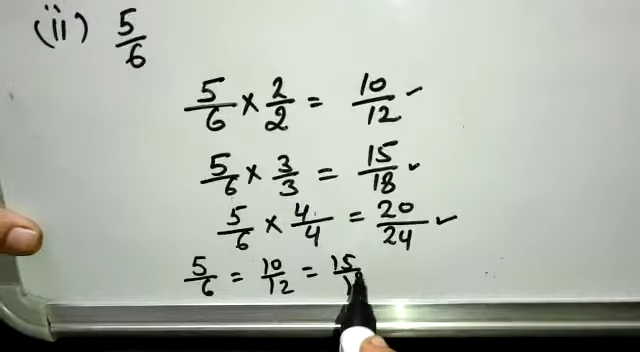 (ii) 5/6
5/6 × 2/2 = 10/12 ✓
5/6 × 3/3 = 15/18 ✓
5/6 × 4/4 = 20/24 ✓
5/6 = 10/12 = 15/